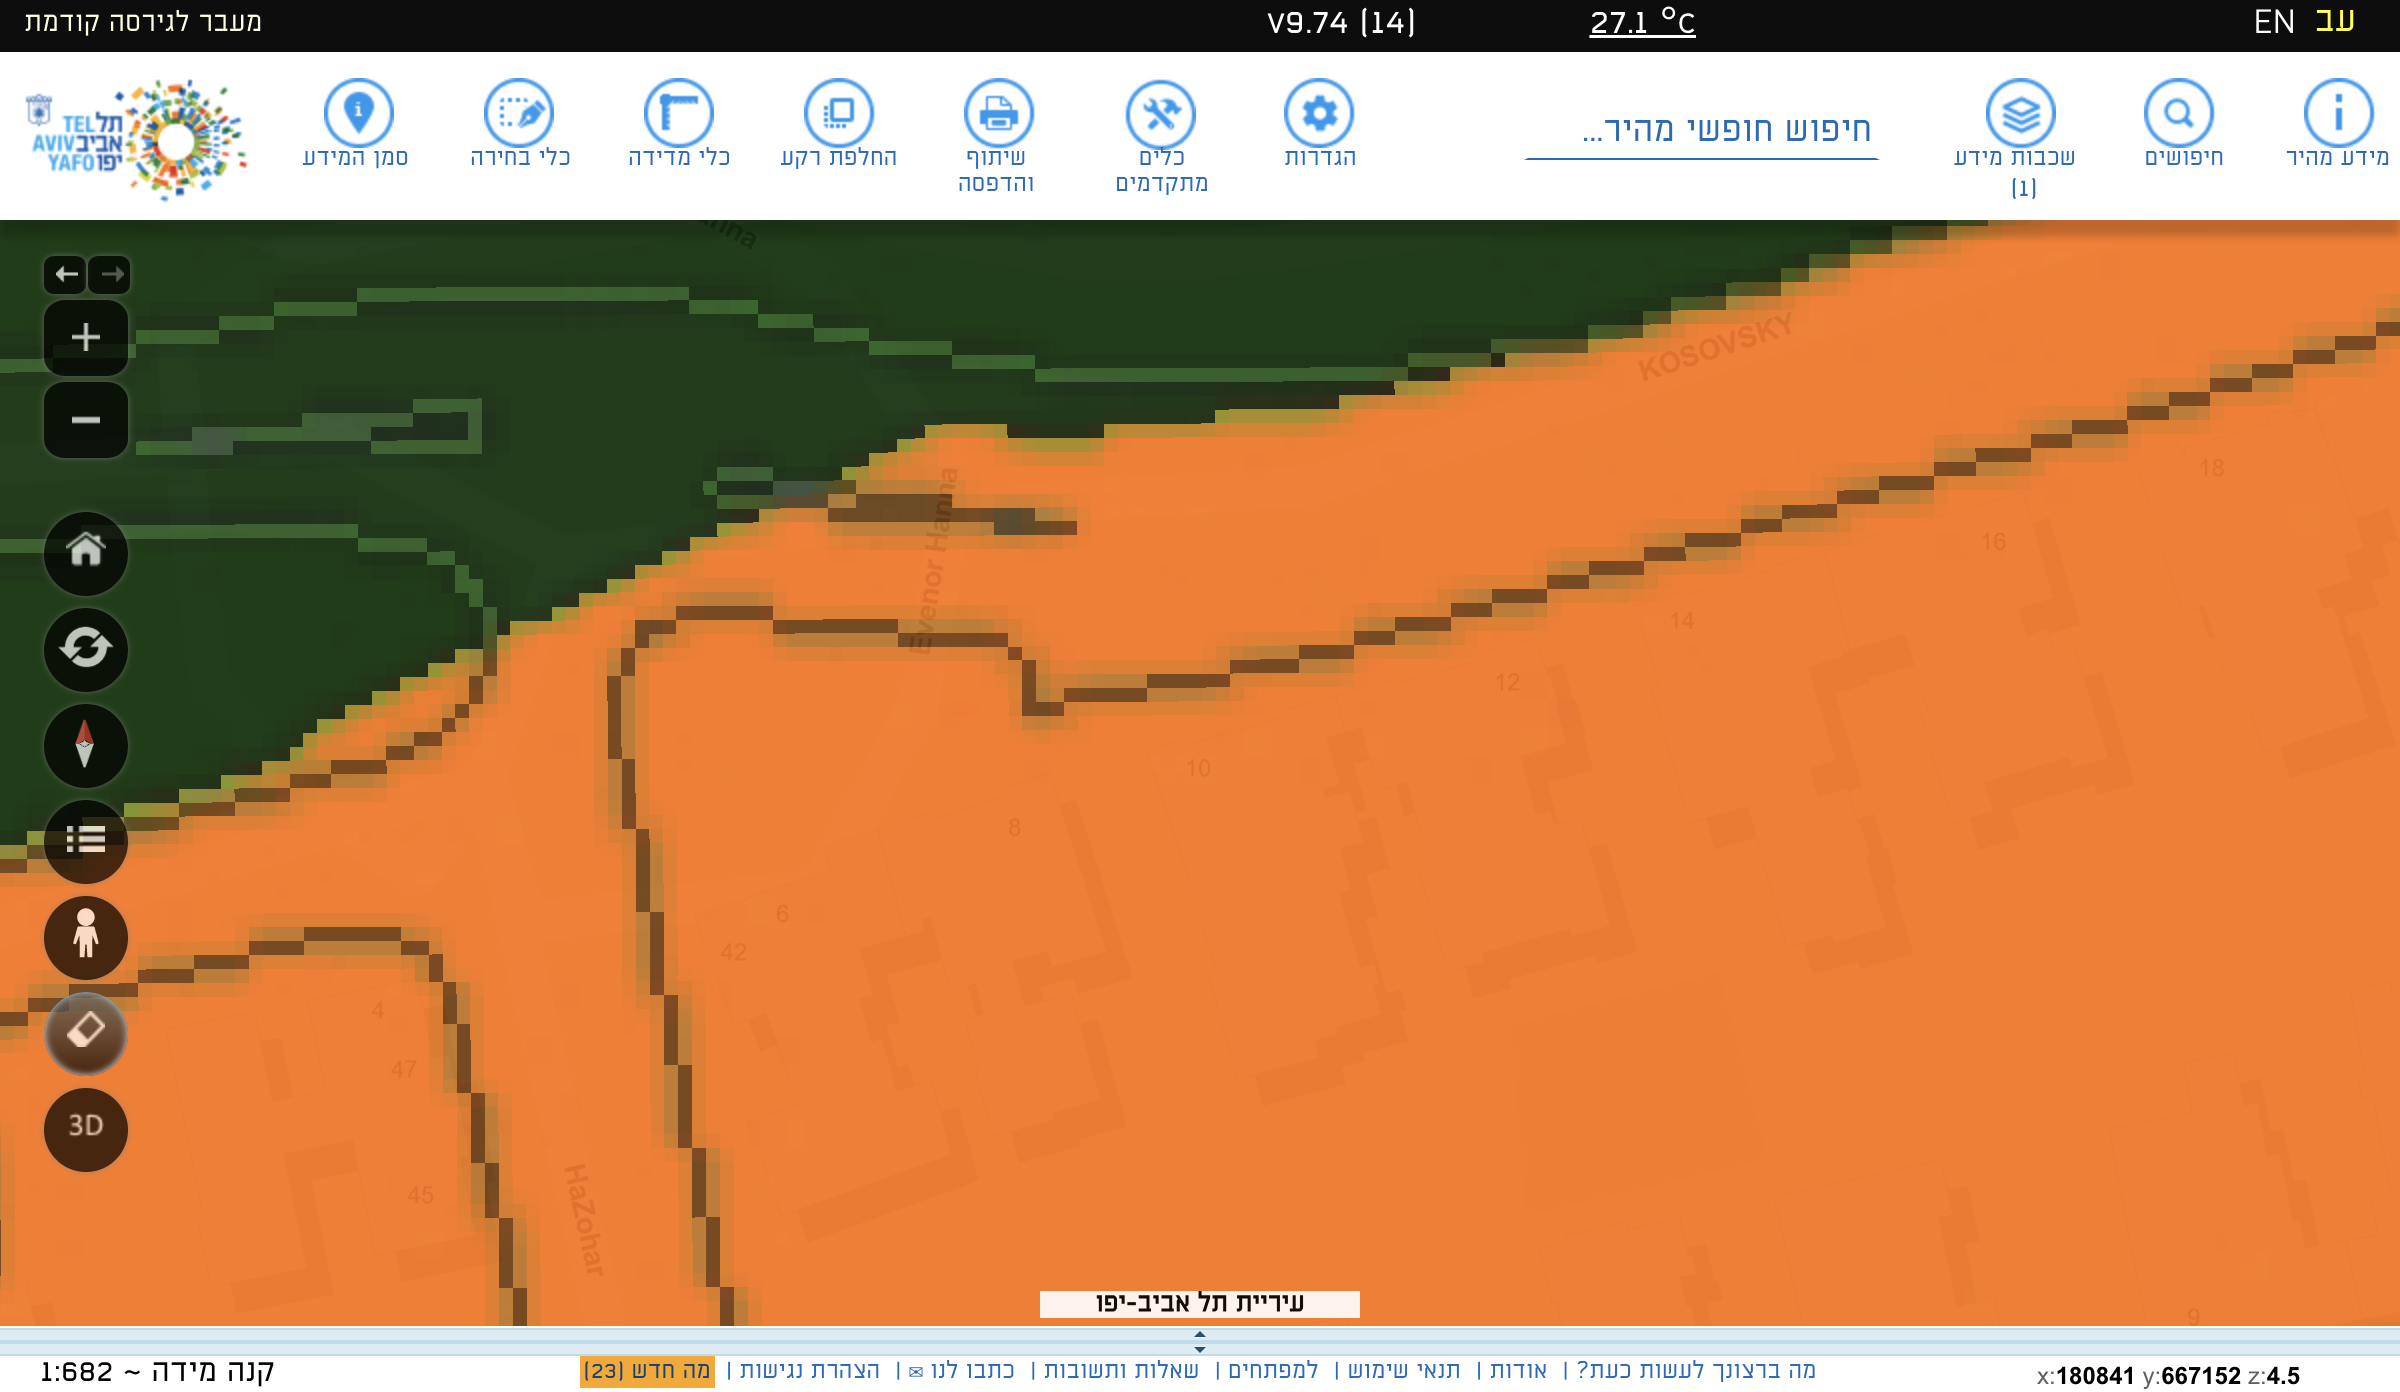 מעבר לגירסה קודמת
V9.74 (14)
27.1 °C
EN עב
תל TEL
אביב AVIV
יפו YAFO
סמן המידע
כלי בחירה
כלי מדידה
החלפת רקע
שיתוף
והדפסה
כלים
מתקדמים
הגדרות
חיפוש חופשי מהיר...
שכבות מידע
(1)
חיפושים
מידע מהיר
KOSOVSKY
Evenor Hanna
18
16
14
12
10
8
6
42
4
47
45
HaZohar
9
3D
עיריית תל אביב-יפו
קנה מידה ~ 1:682
מה ברצונך לעשות כעת? | אודות | תנאי שימוש | למפתחים | שאלות ותשובות | כתבו לנו ✉ | הצהרת נגישות | מה חדש (23)
x:180841 y:667152 z:4.5